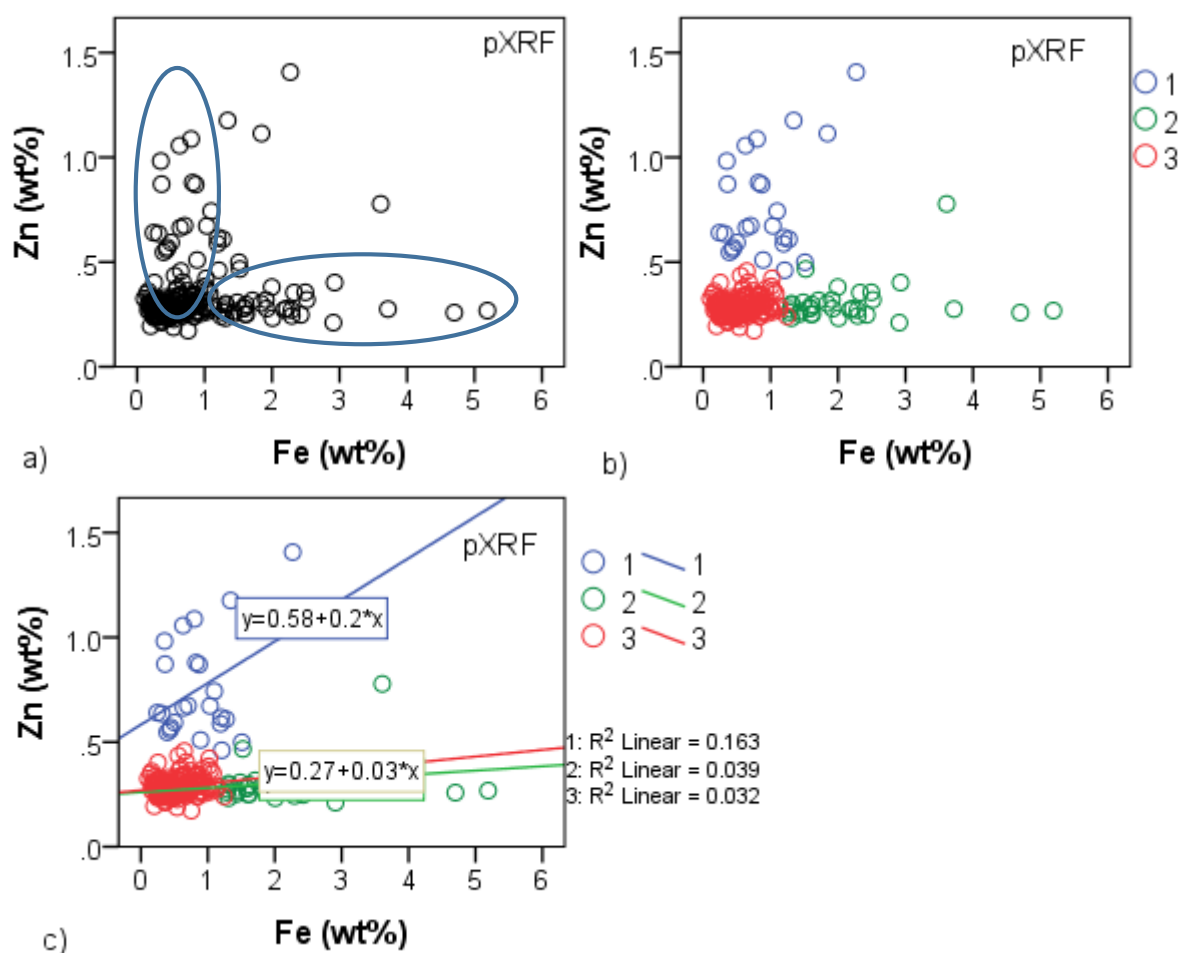 pXRF
1.5
1.0
.5
.0
Zn (wt%)
0 1 2 3 4 5 6
Fe (wt%)
a)
pXRF
1.5
1.0
.5
.0
Zn (wt%)
0 1 2 3 4 5 6
Fe (wt%)
b)
1
2
3
pXRF
1.5
1.0
.5
.0
Zn (wt%)
y=0.58+0.2*x
y=0.27+0.03*x
0 1 2 3 4 5 6
Fe (wt%)
c)
1 1
2 2
3 3
1: R² Linear = 0.163
2: R² Linear = 0.039
3: R² Linear = 0.032